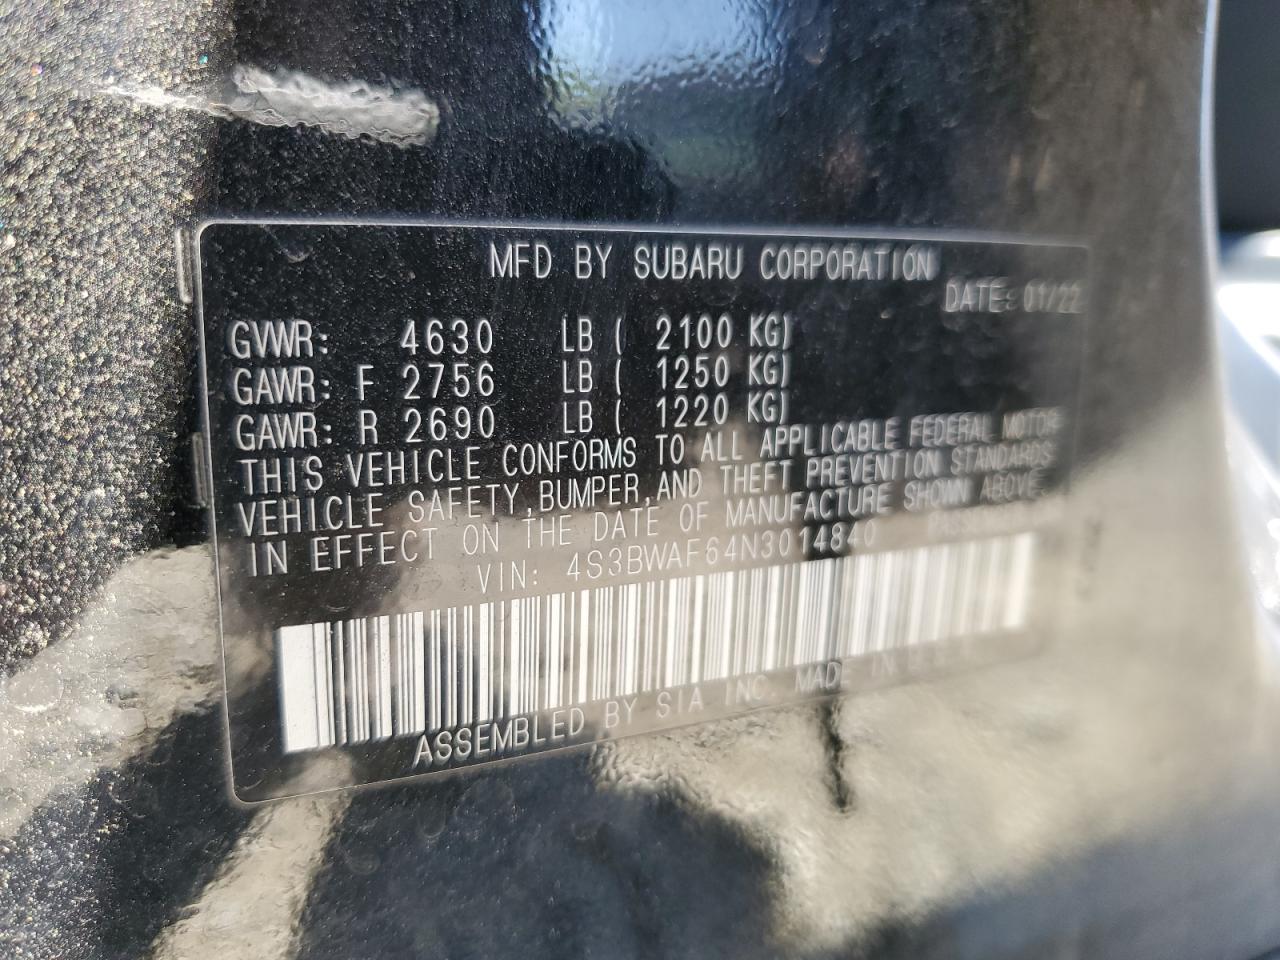 MFD BY SUBARU CORPORATION
DATE: 01/22
GVWR: 4630 LB ( 2100 KG)
GAWR: F 2756 LB ( 1250 KG)
GAWR: R 2690 LB ( 1220 KG)
THIS VEHICLE CONFORMS TO ALL APPLICABLE FEDERAL MOTOR
VEHICLE SAFETY,BUMPER,AND THEFT PREVENTION STANDARDS
IN EFFECT ON THE DATE OF MANUFACTURE SHOWN ABOVE.
VIN: 4S3BWAF64N3014840
ASSEMBLED BY SIA INC. MADE IN U.S.A.